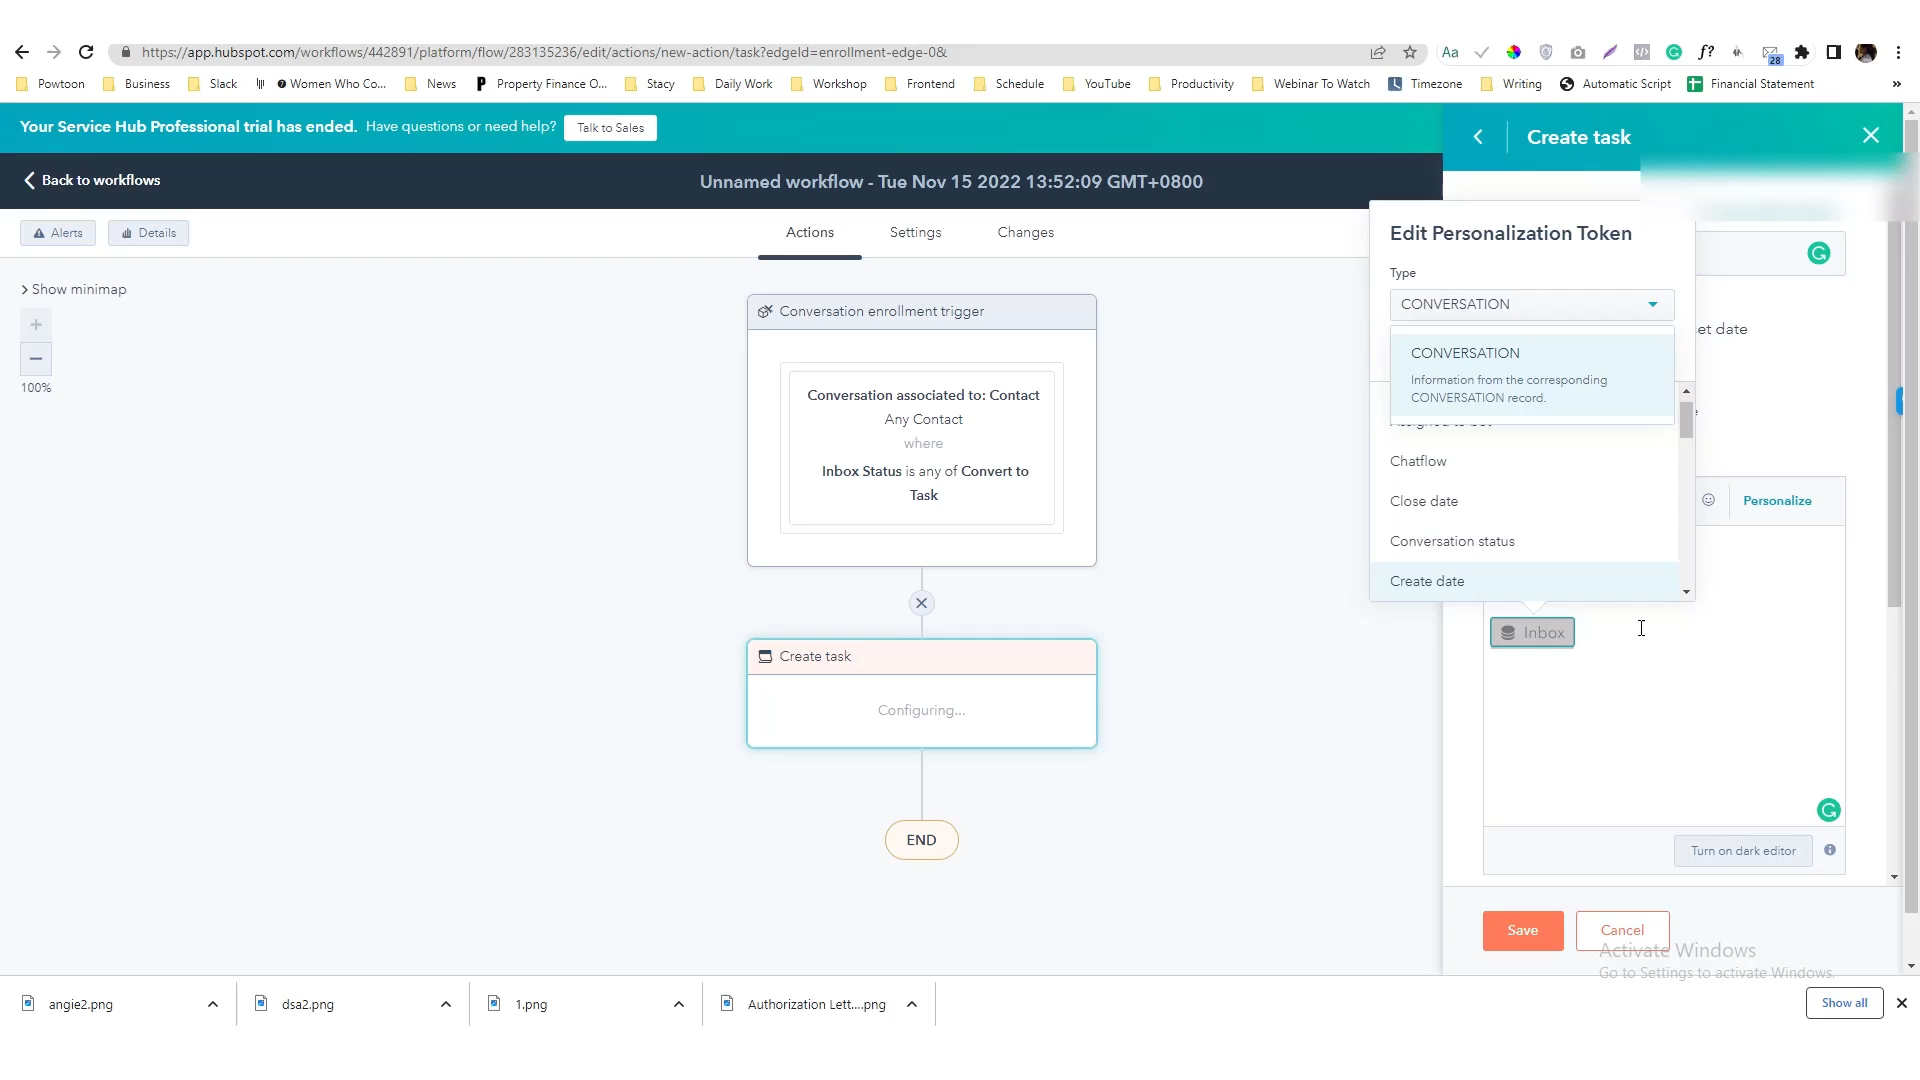 https://app.hubspot.com/workflows/442891/platform/flow/283135236/edit/actions/new-action/task?edgeId=enrollment-edge-0&
Aa
f?
28
Powtoon
Business
Slack
Women Who Co...
News
Property Finance O...
Stacy
Daily Work
Workshop
Frontend
Schedule
YouTube
Productivity
Webinar To Watch
Timezone
Writing
Automatic Script
Financial Statement
»
Your Service Hub Professional trial has ended. Have questions or need help? Talk to Sales
Create task
Back to workflows
Unnamed workflow - Tue Nov 15 2022 13:52:09 GMT+0800
Alerts
Details
Actions
Settings
Changes
Show minimap
100%
Conversation enrollment trigger
Conversation associated to: Contact
Any Contact
where
Inbox Status is any of Convert to
Task
Create task
Configuring...
END
Edit Personalization Token
Type
CONVERSATION
CONVERSATION
Information from the corresponding
CONVERSATION record.
Chatflow
Close date
Conversation status
Create date
et date
Personalize
Inbox
Turn on dark editor
Save
Cancel
Activate Windows
Go to Settings to activate Windows.
angie2.png
dsa2.png
1.png
Authorization Lett....png
Show all